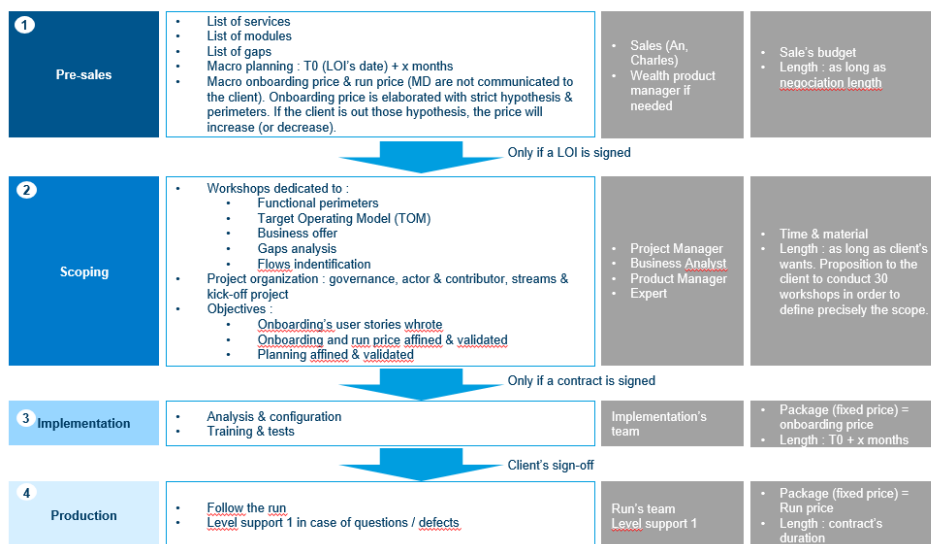 1
Pre-sales
• List of services
• List of modules
• List of gaps
• Macro planning : T0 (LOI's date) + x months
• Macro onboarding price & run price (MD are not communicated to
the client). Onboarding price is elaborated with strict hypothesis &
perimeters. If the client is out those hypothesis, the price will
increase (or decrease).
• Sales (An,
Charles)
• Wealth product
manager if
needed
• Sale's budget
• Length : as long as
negociation length
Only if a LOI is signed
2
Scoping
• Workshops dedicated to :
• Functional perimeters
• Target Operating Model (TOM)
• Business offer
• Gaps analysis
• Flows indentification
• Project organization : governance, actor & contributor, streams &
kick-off project
• Objectives :
• Onboarding's user stories whrote
• Onboarding and run price affined & validated
• Planning affined & validated
• Project Manager
• Business Analyst
• Product Manager
• Expert
• Time & material
• Length : as long as client's
wants. Proposition to the
client to conduct 30
workshops in order to
define precisely the scope.
Only if a contract is signed
3
Implementation
• Analysis & configuration
• Training & tests
Implementation's
team
• Package (fixed price) =
onboarding price
• Length : T0 + x months
Client's sign-off
4
Production
• Follow the run
• Level support 1 in case of questions / defects
Run's team
Level support 1
• Package (fixed price) =
Run price
• Length : contract's
duration